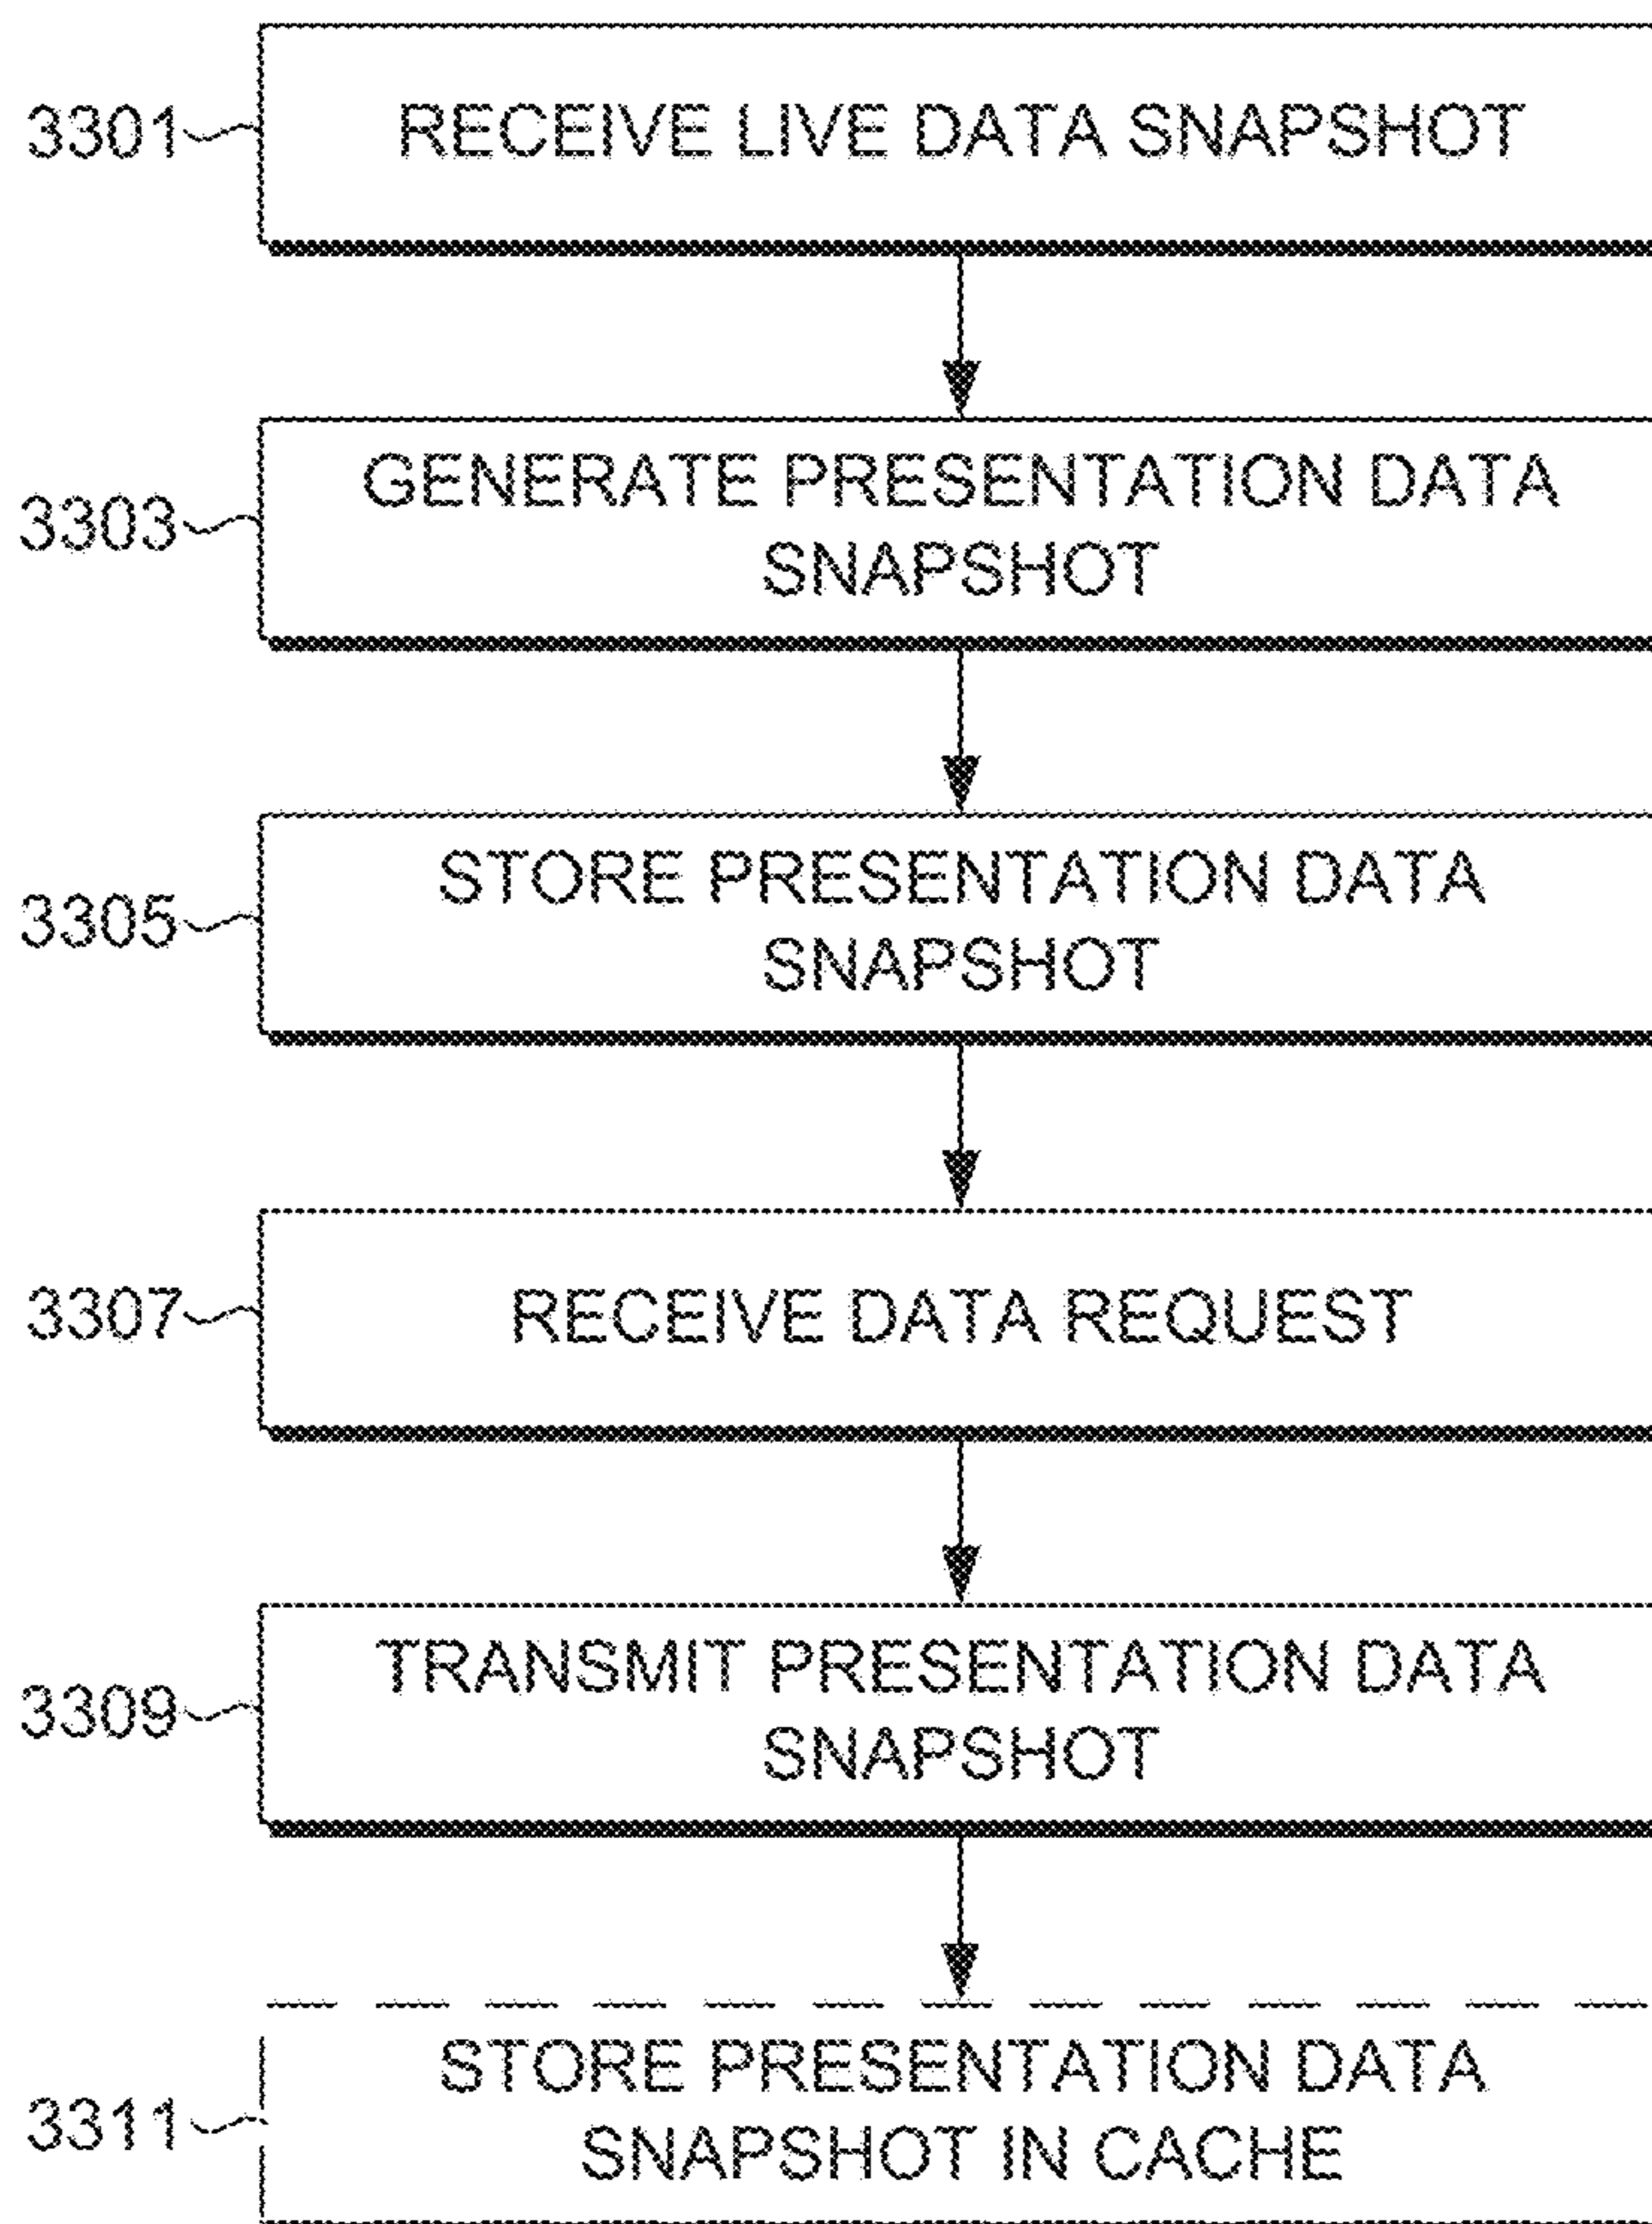 3301
RECEIVE LIVE DATA SNAPSHOT
3303
GENERATE PRESENTATION DATA
SNAPSHOT
3305
STORE PRESENTATION DATA
SNAPSHOT
3307
RECEIVE DATA REQUEST
3309
TRANSMIT PRESENTATION DATA
SNAPSHOT
3311
STORE PRESENTATION DATA
SNAPSHOT IN CACHE